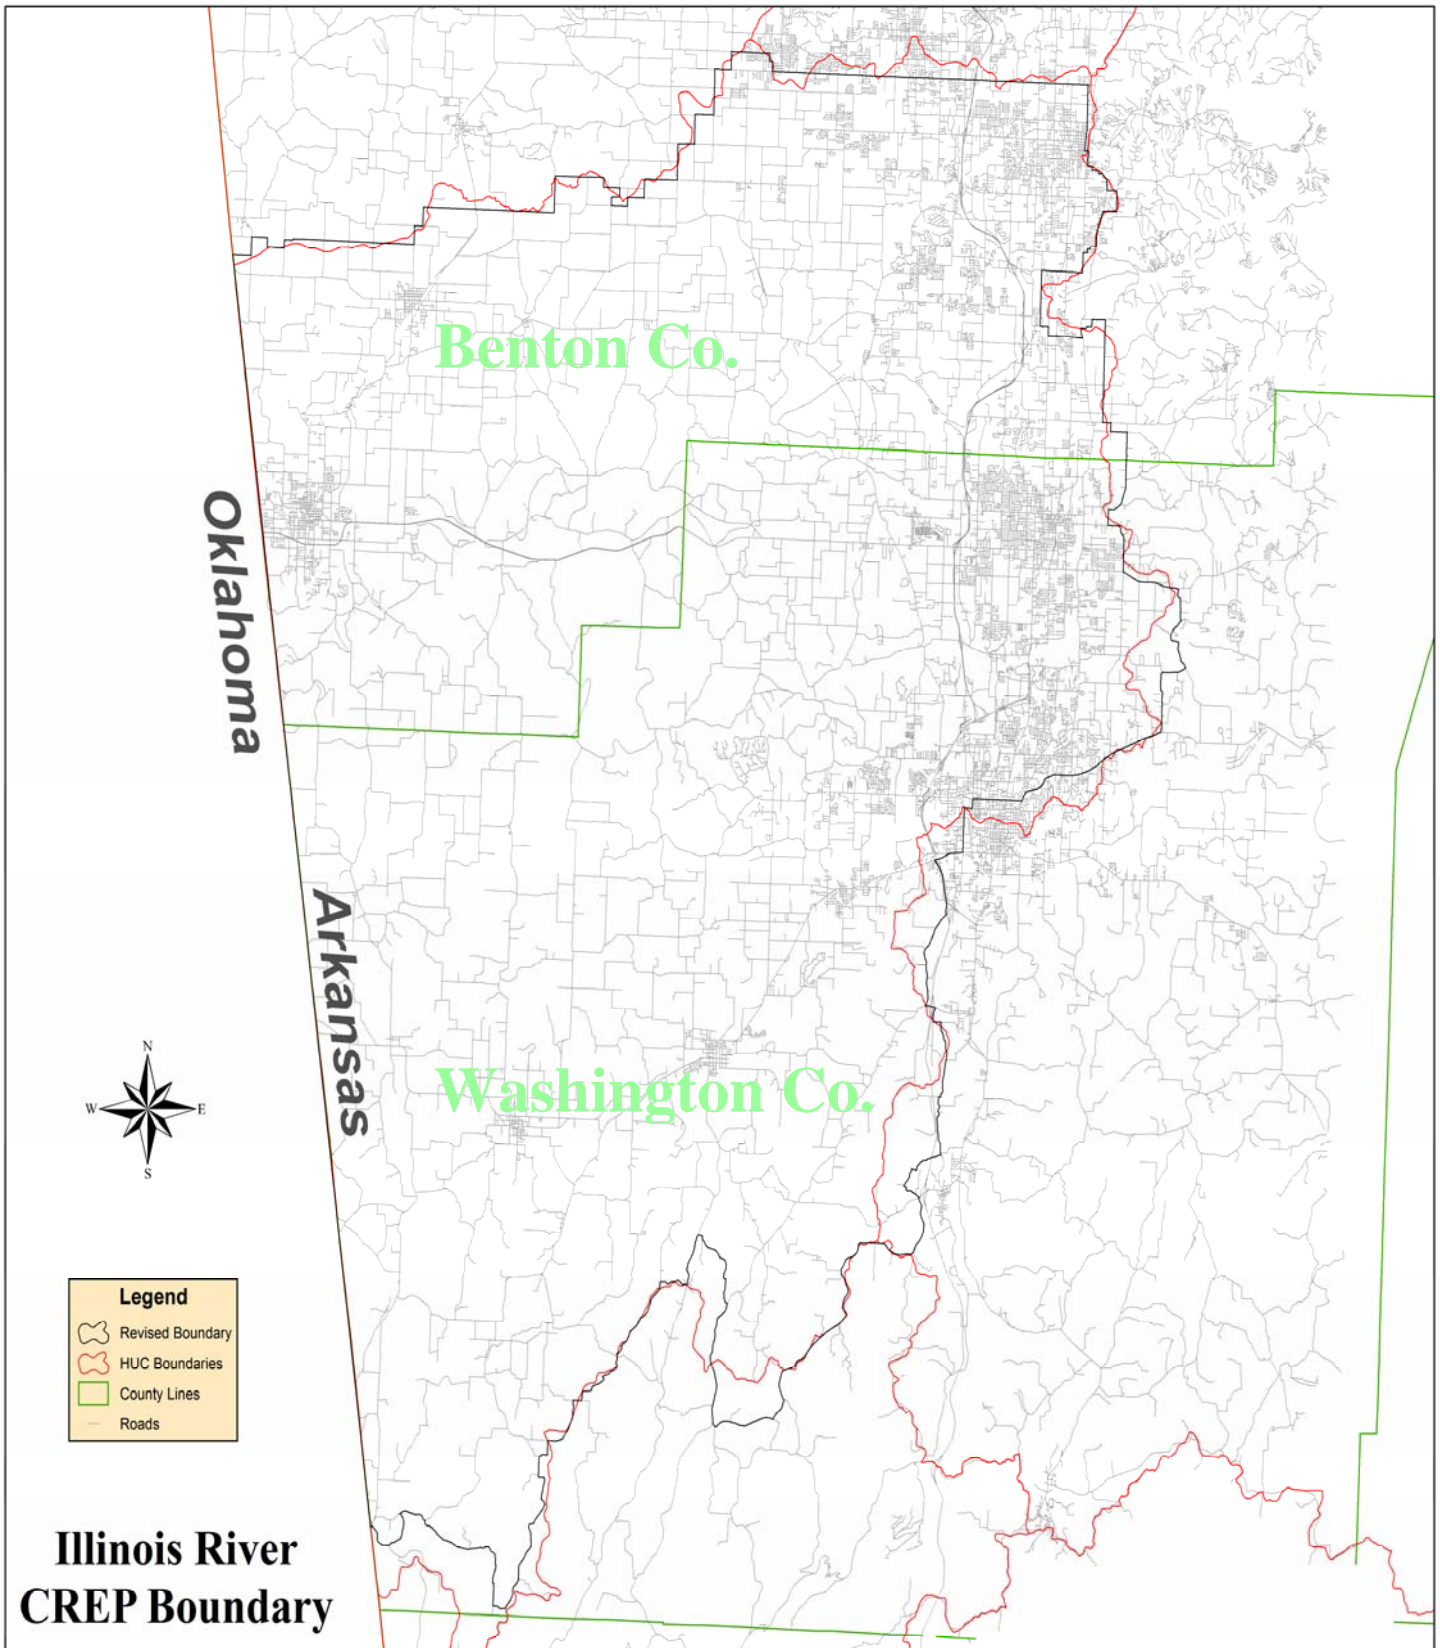 Benton Co.
Oklahoma
Arkansas
Washington Co.
N
W
E
S
Legend
Revised Boundary
HUC Boundaries
County Lines
Roads
Illinois River
CREP Boundary